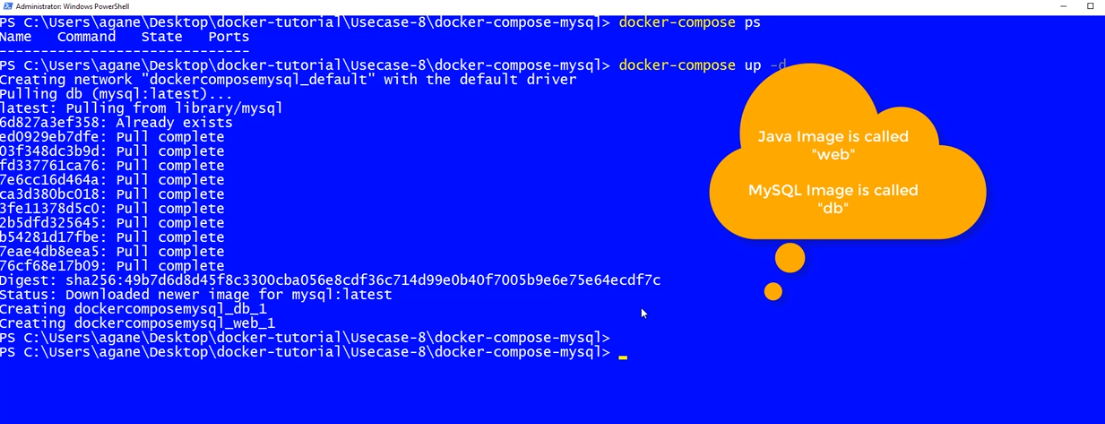 Administrator: Windows PowerShell
PS C:\Users\agane\Desktop\docker-tutorial\Usecase-8\docker-compose-mysql> docker-compose ps
Name   Command   State   Ports
------------------------------
PS C:\Users\agane\Desktop\docker-tutorial\Usecase-8\docker-compose-mysql> docker-compose up -d
Creating network "dockercomposemysql_default" with the default driver
Pulling db (mysql:latest)...
latest: Pulling from library/mysql
6d827a3ef358: Already exists
ed0929eb7dfe: Pull complete
03f348dc3b9d: Pull complete
fd337761ca76: Pull complete
7e6cc16d464a: Pull complete
ca3d380bc018: Pull complete
3fe11378d5c0: Pull complete
2b5dfd325645: Pull complete
b54281d17fbe: Pull complete
7eae4db8eea5: Pull complete
76cf68e17b09: Pull complete
Digest: sha256:49b7d6d8d45f8c3300cba056e8cdf36c714d99e0b40f7005b9e6e75e64ecdf7c
Status: Downloaded newer image for mysql:latest
Creating dockercomposemysql_db_1
Creating dockercomposemysql_web_1
PS C:\Users\agane\Desktop\docker-tutorial\Usecase-8\docker-compose-mysql>
PS C:\Users\agane\Desktop\docker-tutorial\Usecase-8\docker-compose-mysql>
Java Image is called
"web"
MySQL Image is called
"db"